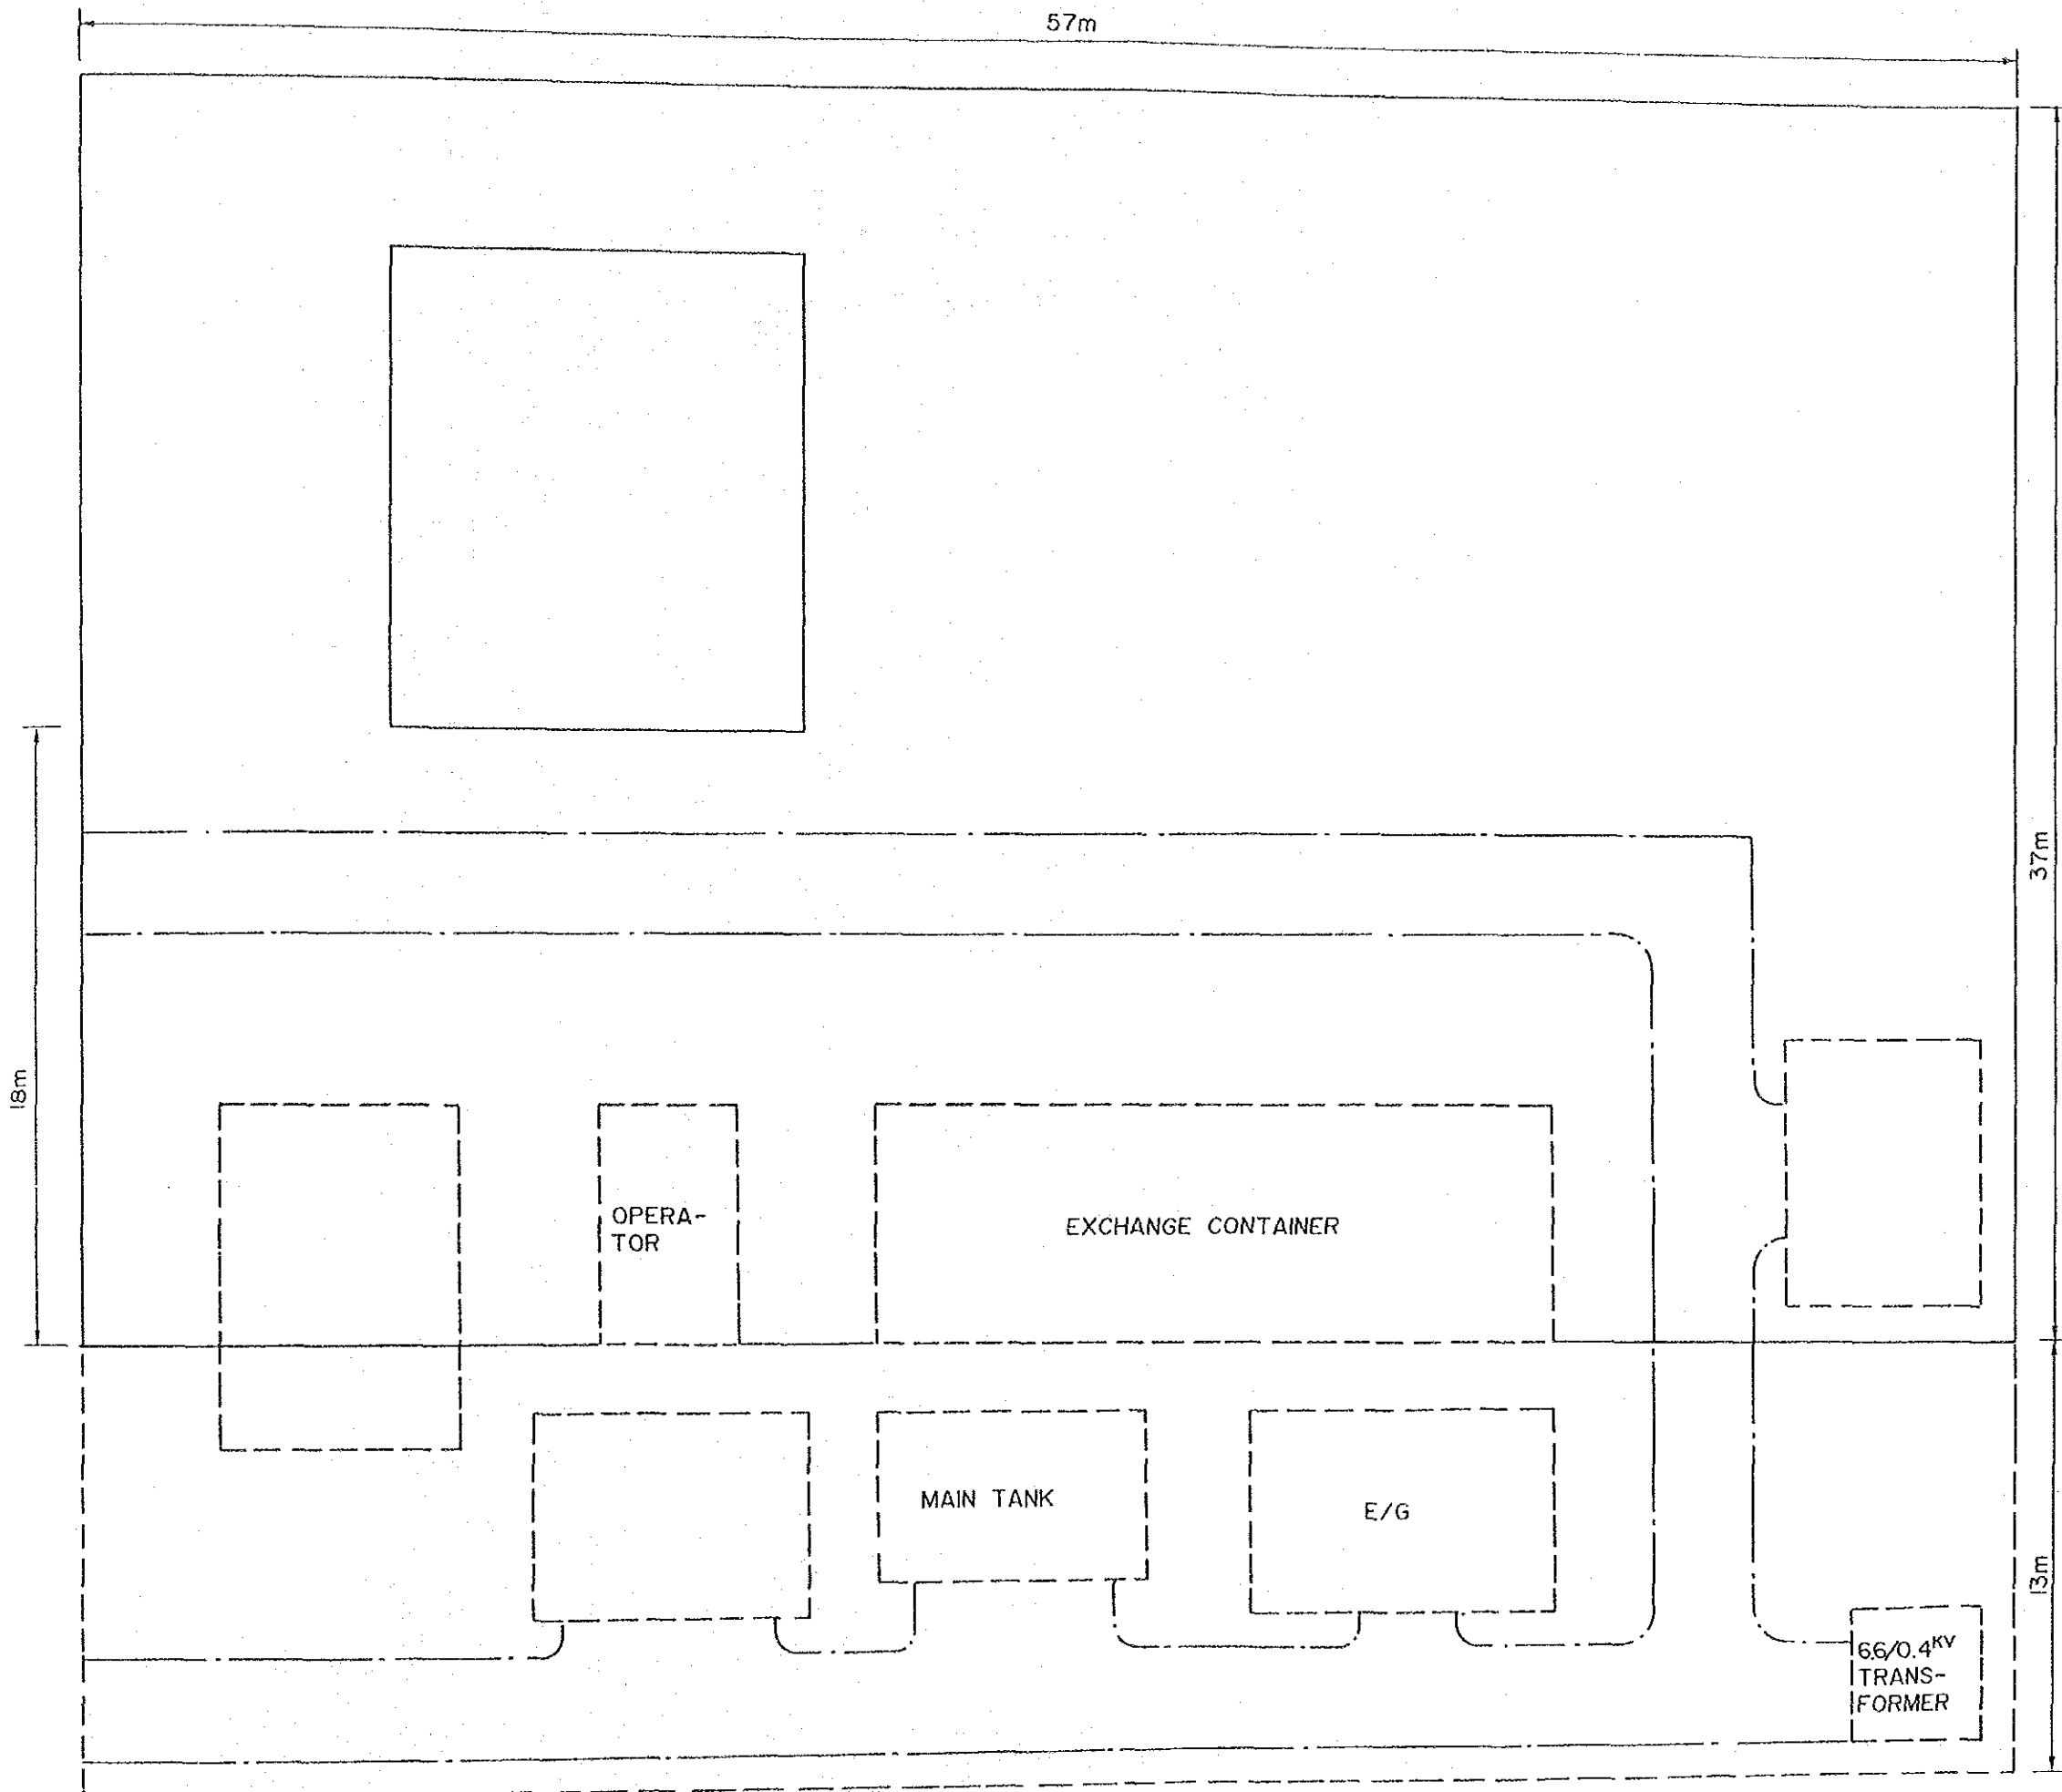 57m
37m
18m
OPERA-
TOR
EXCHANGE CONTAINER
MAIN TANK
E/G
13m
6.6/0.4KV
TRANS-
FORMER